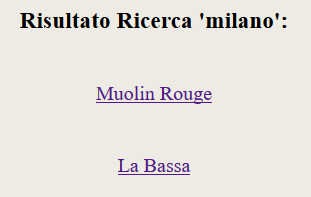 Risultato Ricerca 'milano':
Muolin Rouge
La Bassa